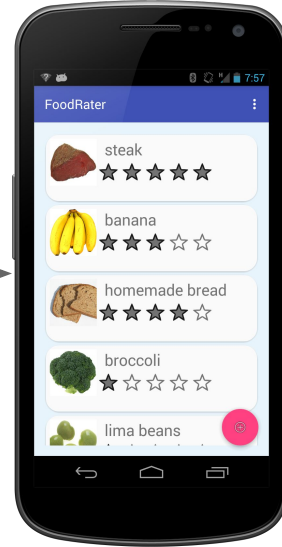 7:57
FoodRater
steak
banana
homemade bread
broccoli
lima beans